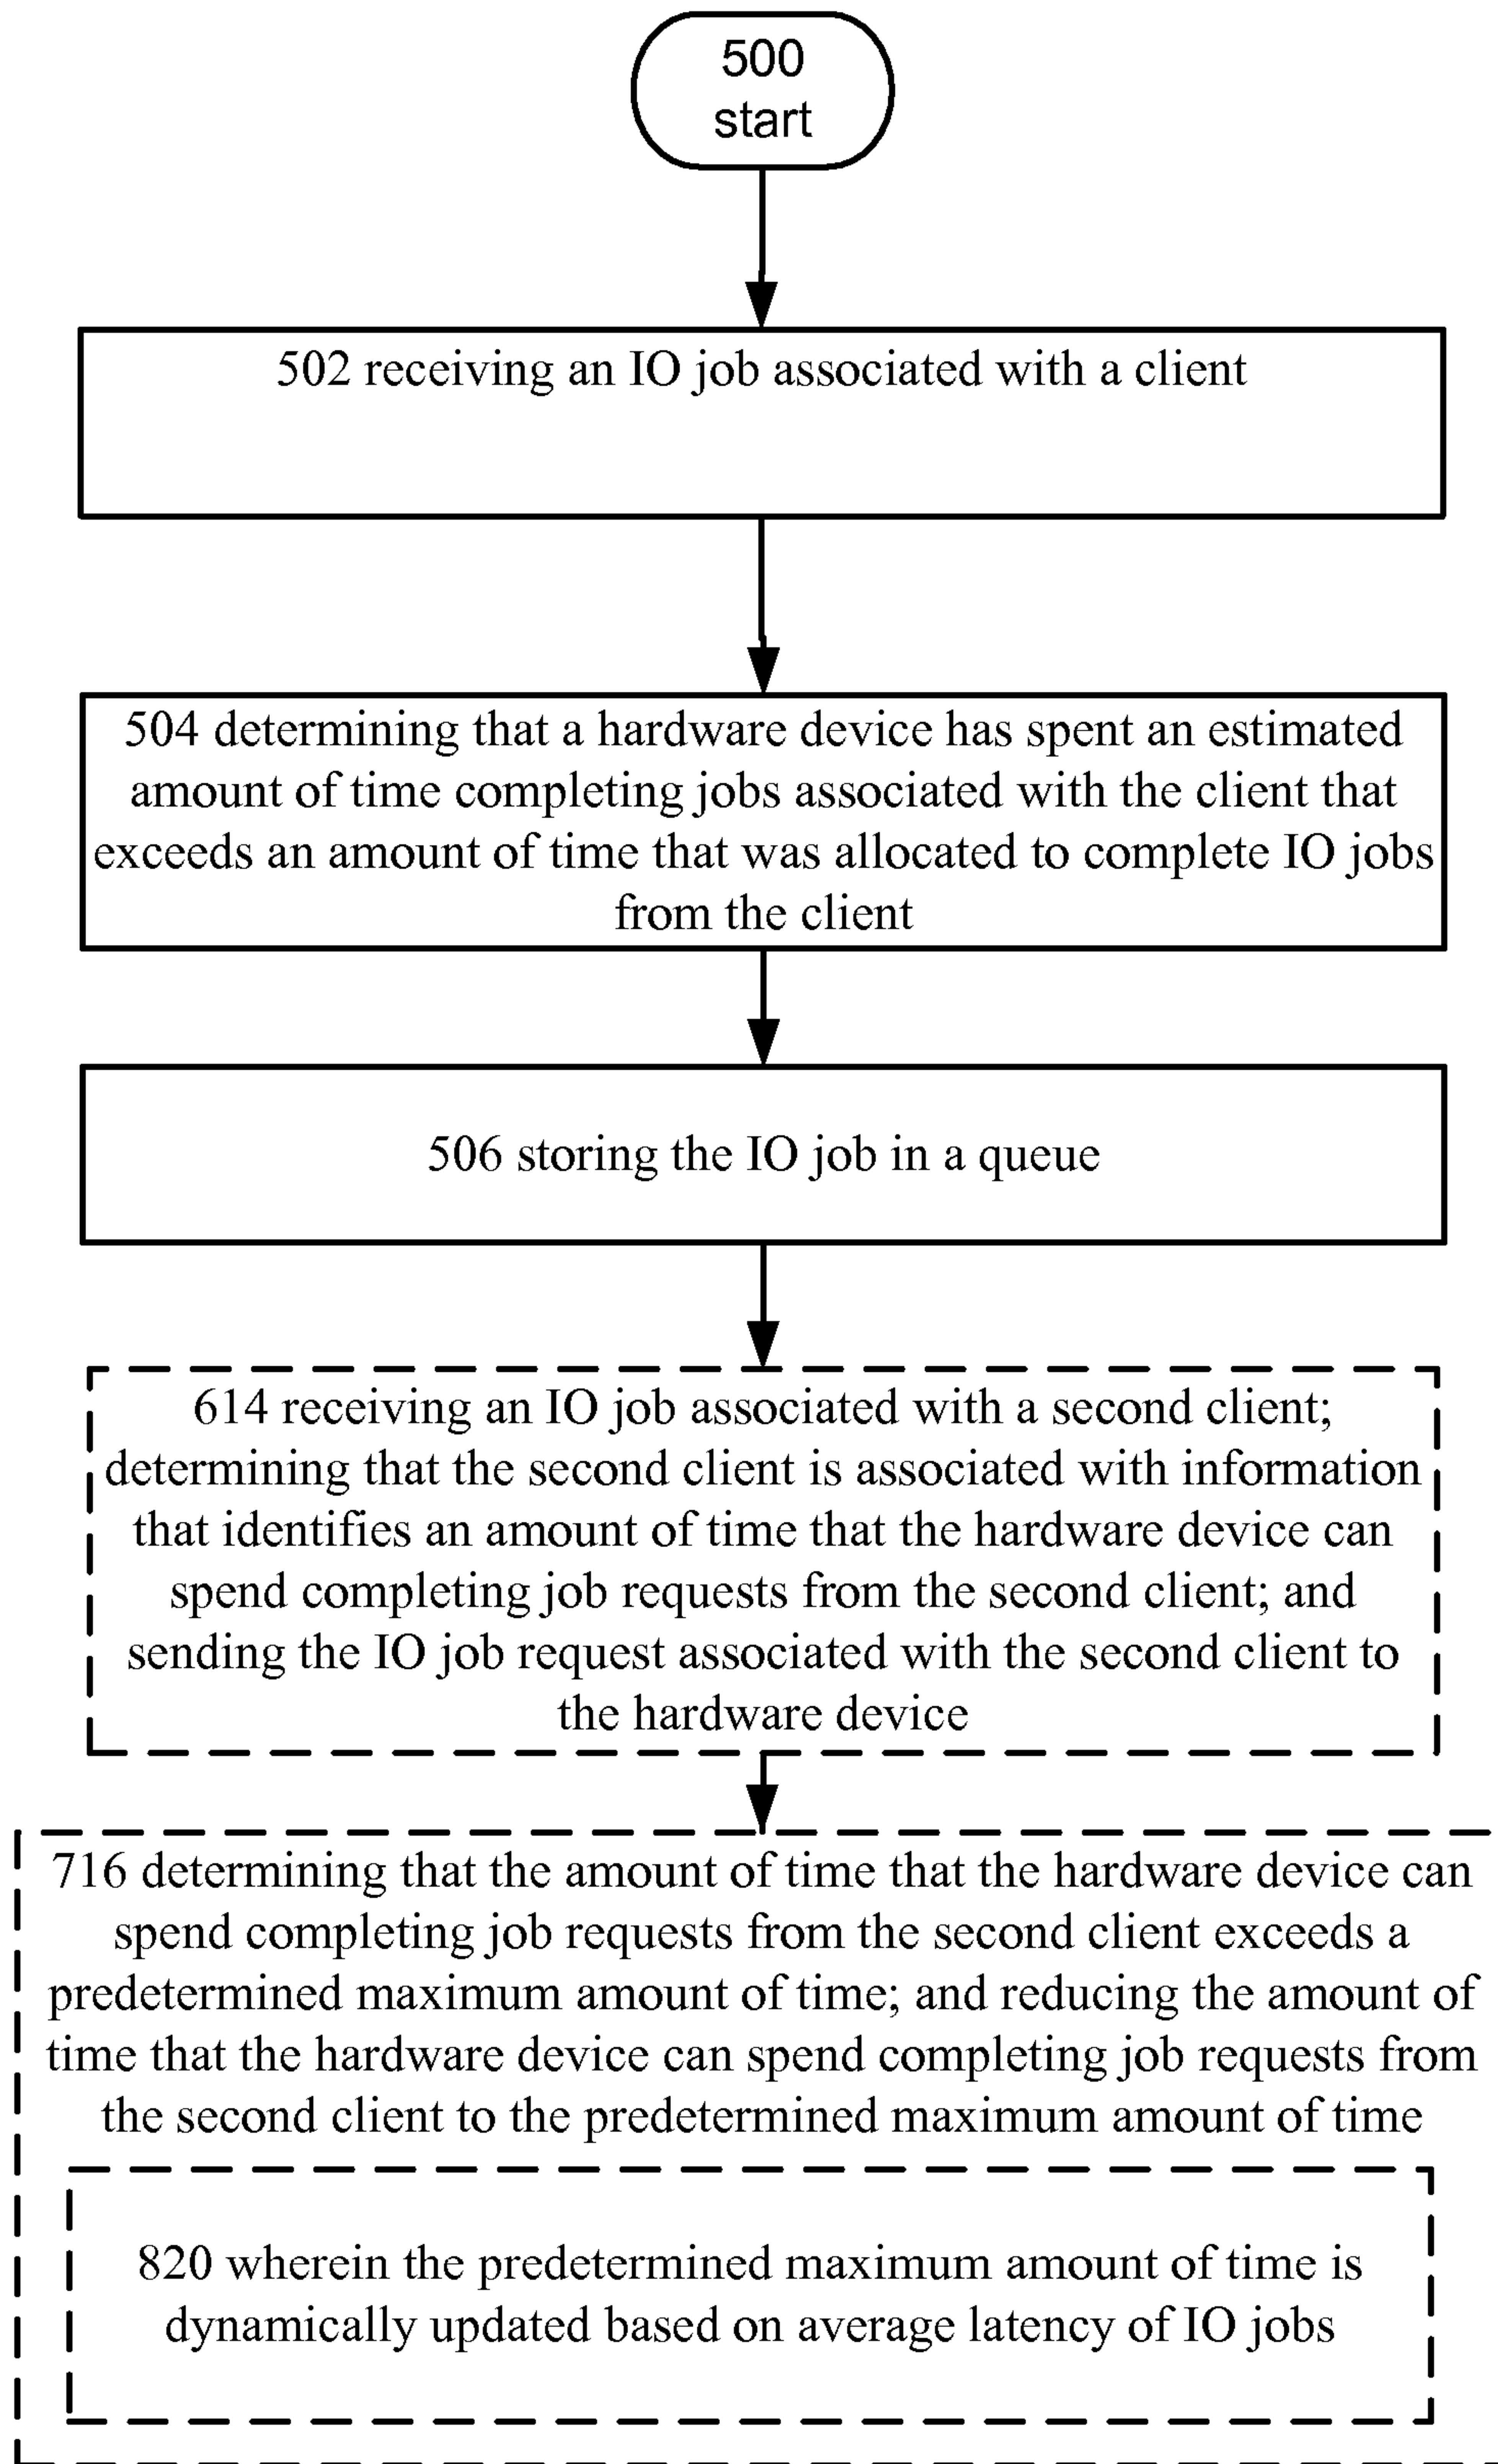 500
start
502 receiving an IO job associated with a client
504 determining that a hardware device has spent an estimated
amount of time completing jobs associated with the client that
exceeds an amount of time that was allocated to complete IO jobs
from the client
506 storing the IO job in a queue
614 receiving an IO job associated with a second client;
determining that the second client is associated with information
that identifies an amount of time that the hardware device can
spend completing job requests from the second client; and
sending the IO job request associated with the second client to
the hardware device
716 determining that the amount of time that the hardware device can
spend completing job requests from the second client exceeds a
predetermined maximum amount of time; and reducing the amount of
time that the hardware device can spend completing job requests from
the second client to the predetermined maximum amount of time
820 wherein the predetermined maximum amount of time is
dynamically updated based on average latency of IO jobs